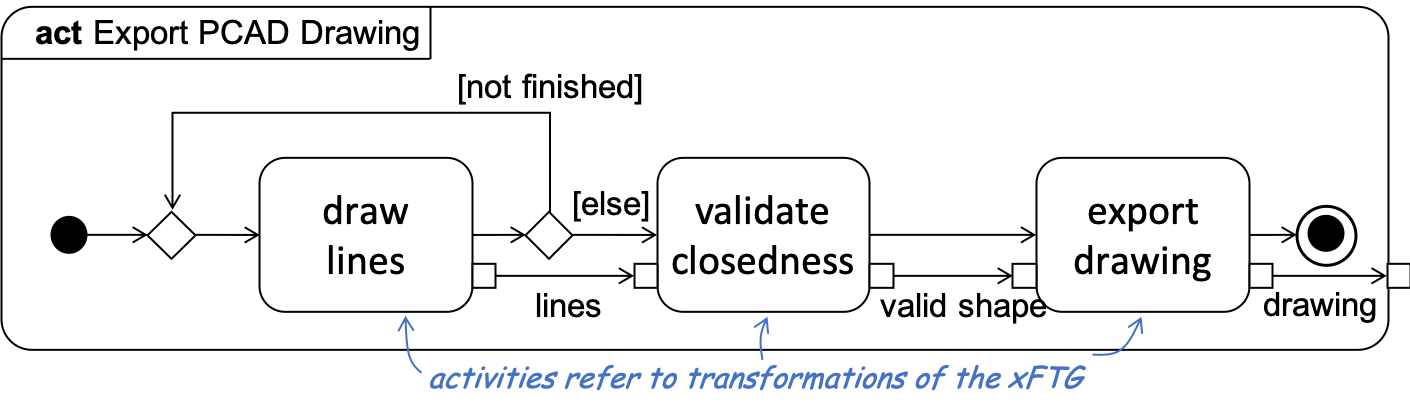 act Export PCAD Drawing
[not finished]
draw
lines
[else]
validate
closedness
export
drawing
lines
valid shape
drawing
activities refer to transformations of the xFTG